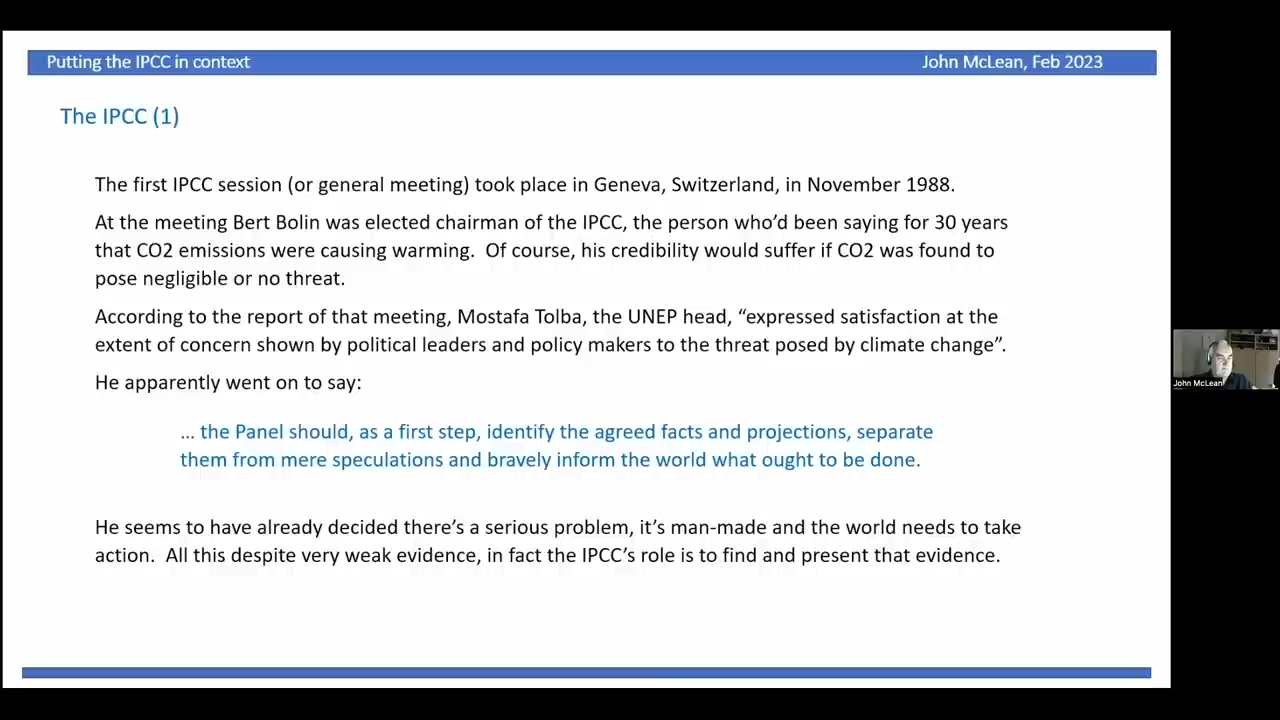 Putting the IPCC in context
John McLean, Feb 2023
The IPCC (1)
The first IPCC session (or general meeting) took place in Geneva, Switzerland, in November 1988.
At the meeting Bert Bolin was elected chairman of the IPCC, the person who’d been saying for 30 years
that CO2 emissions were causing warming.  Of course, his credibility would suffer if CO2 was found to
pose negligible or no threat.
According to the report of that meeting, Mostafa Tolba, the UNEP head, “expressed satisfaction at the
extent of concern shown by political leaders and policy makers to the threat posed by climate change”.
He apparently went on to say:
... the Panel should, as a first step, identify the agreed facts and projections, separate
them from mere speculations and bravely inform the world what ought to be done.
He seems to have already decided there’s a serious problem, it’s man-made and the world needs to take
action.  All this despite very weak evidence, in fact the IPCC’s role is to find and present that evidence.
John McLean